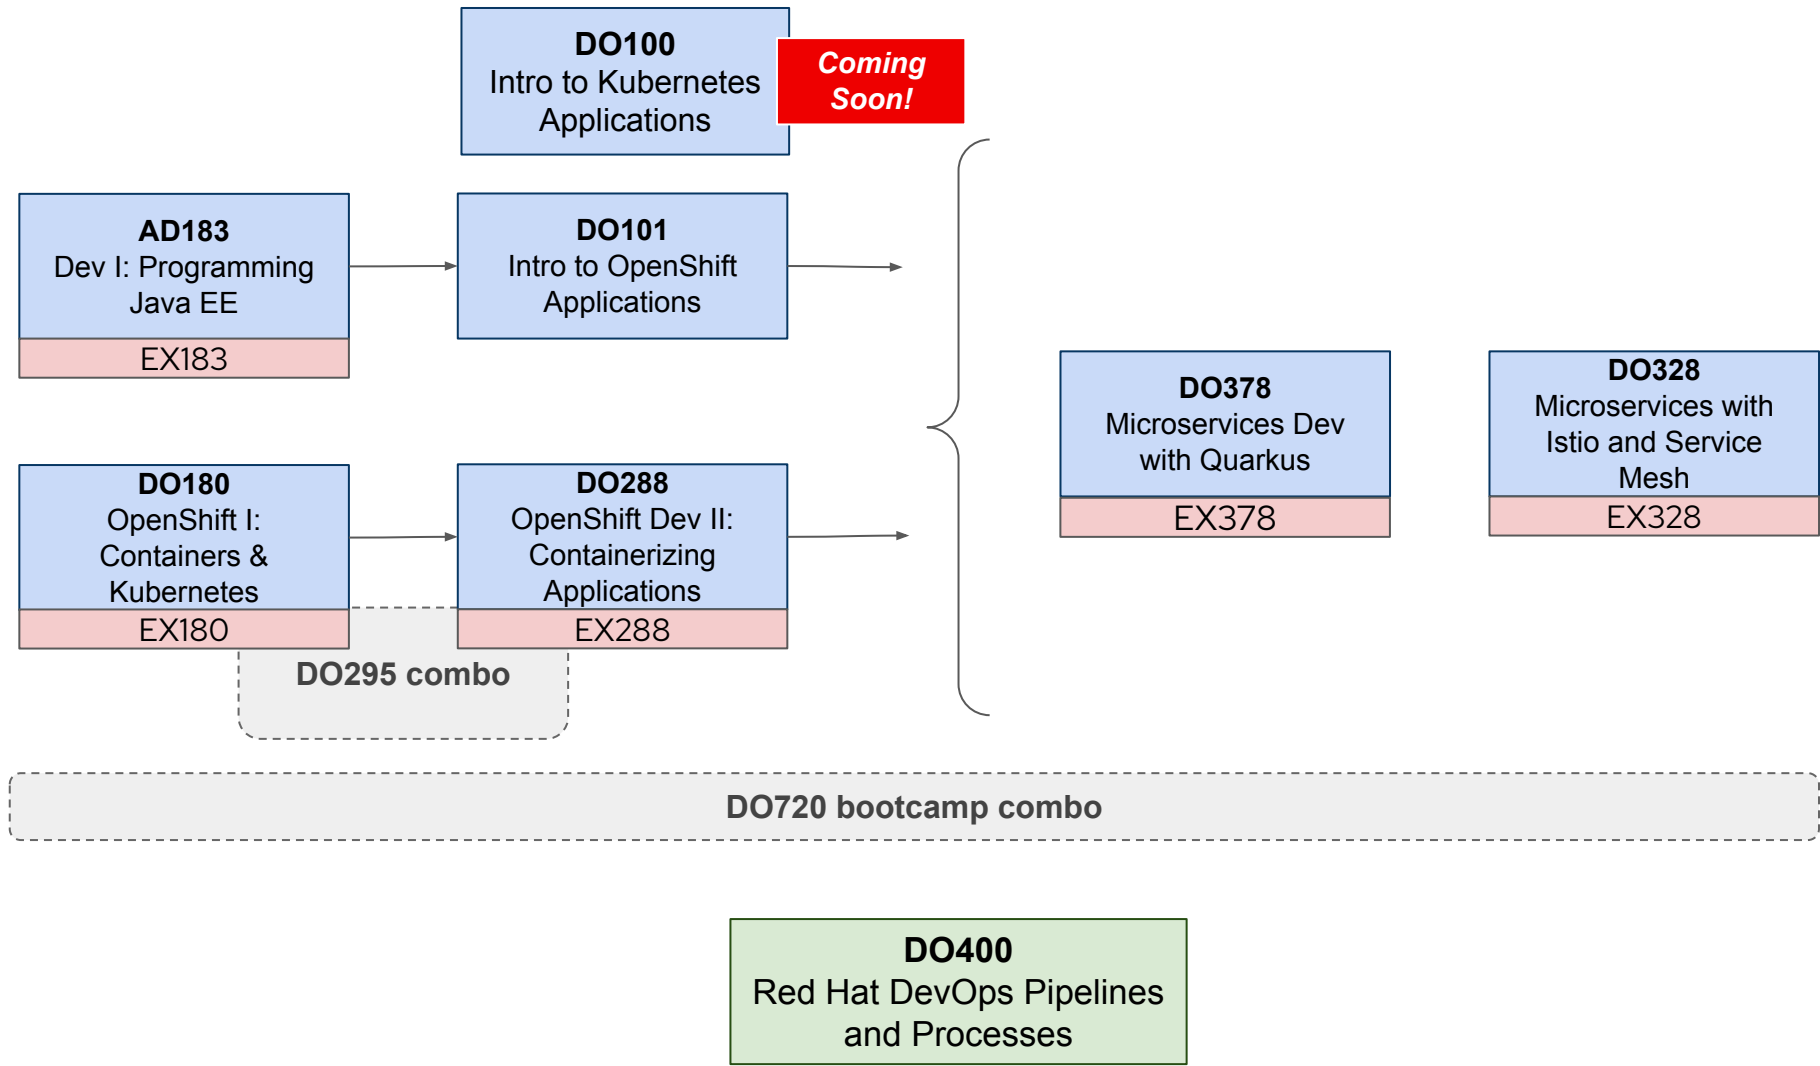 DO100
Intro to Kubernetes
Applications
Coming
Soon!
AD183
Dev I: Programming
Java EE
EX183
DO101
Intro to OpenShift
Applications
DO180
OpenShift I:
Containers &
Kubernetes
EX180
DO288
OpenShift Dev II:
Containerizing
Applications
EX288
DO295 combo
DO378
Microservices Dev
with Quarkus
EX378
DO328
Microservices with
Istio and Service
Mesh
EX328
DO720 bootcamp combo
DO400
Red Hat DevOps Pipelines
and Processes